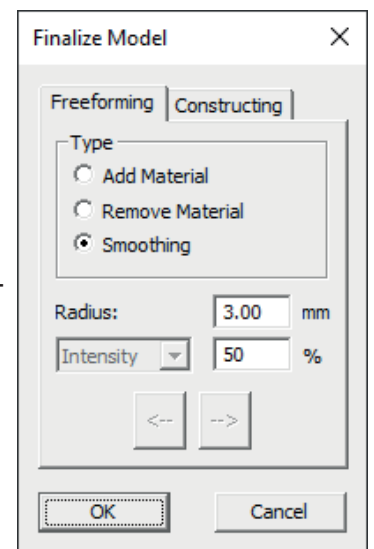 Finalize Model
Freeforming Constructing
Type
Add Material
Remove Material
Smoothing
Radius: 3.00 mm
Intensity 50 %
<-- -->
OK Cancel